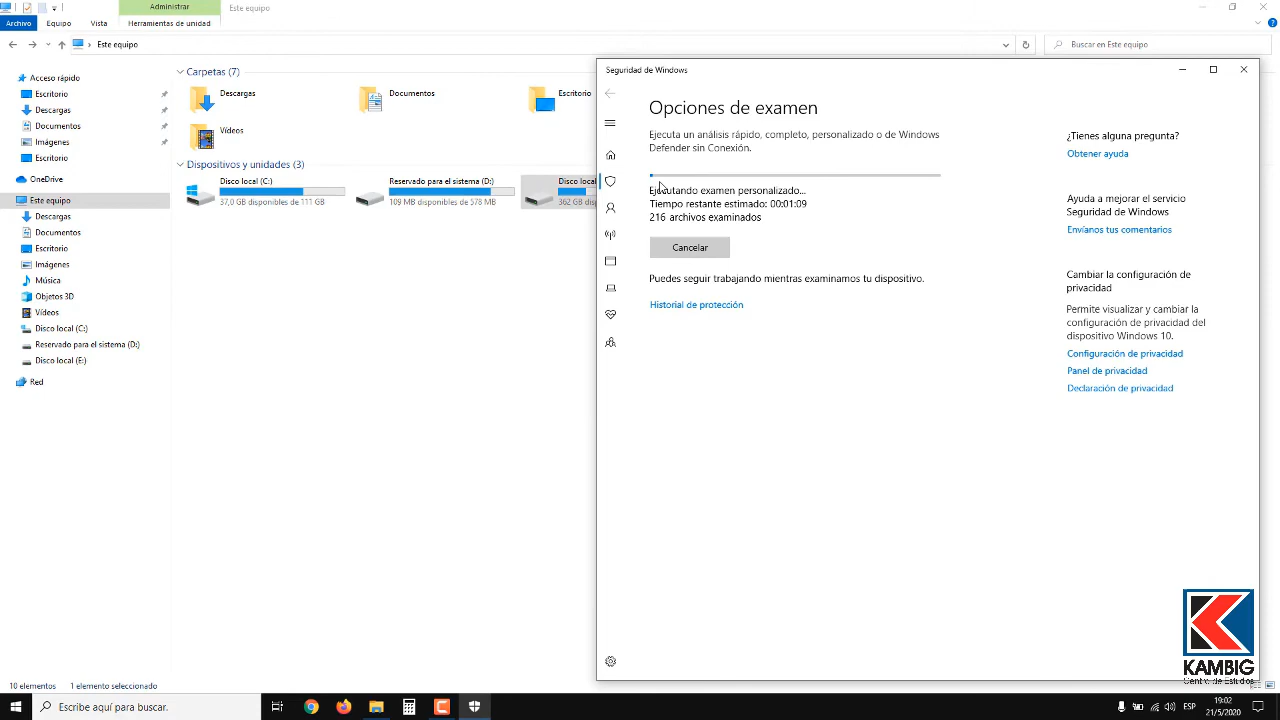 Administrar
Este equipo
Archivo
Equipo
Vista
Herramientas de unidad
Este equipo
Buscar en Este equipo
Acceso rápido
Escritorio
Descargas
Documentos
Imágenes
Escritorio
OneDrive
Este equipo
Descargas
Documentos
Escritorio
Imágenes
Música
Objetos 3D
Vídeos
Disco local (C:)
Reservado para el sistema (D:)
Disco local (E:)
Red
Carpetas (7)
Descargas
Documentos
Escritorio
Vídeos
Dispositivos y unidades (3)
Disco local (C:)
37,0 GB disponibles de 111 GB
Reservado para el sistema (D:)
109 MB disponibles de 578 MB
Disco local
362 GB disp
Seguridad de Windows
Opciones de examen
Ejecuta un análisis rápido, completo, personalizado o de Windows
Defender sin Conexión.
Ejecutando examen personalizado...
Tiempo restante estimado: 00:01:09
216 archivos examinados
Cancelar
Puedes seguir trabajando mientras examinamos tu dispositivo.
Historial de protección
¿Tienes alguna pregunta?
Obtener ayuda
Ayuda a mejorar el servicio
Seguridad de Windows
Envíanos tus comentarios
Cambiar la configuración de
privacidad
Permite visualizar y cambiar la
configuración de privacidad del
dispositivo Windows 10.
Configuración de privacidad
Panel de privacidad
Declaración de privacidad
KAMBIG
Centro de Estudios
10 elementos
1 elemento seleccionado
Escribe aquí para buscar.
ESP
19:02
21/5/2020